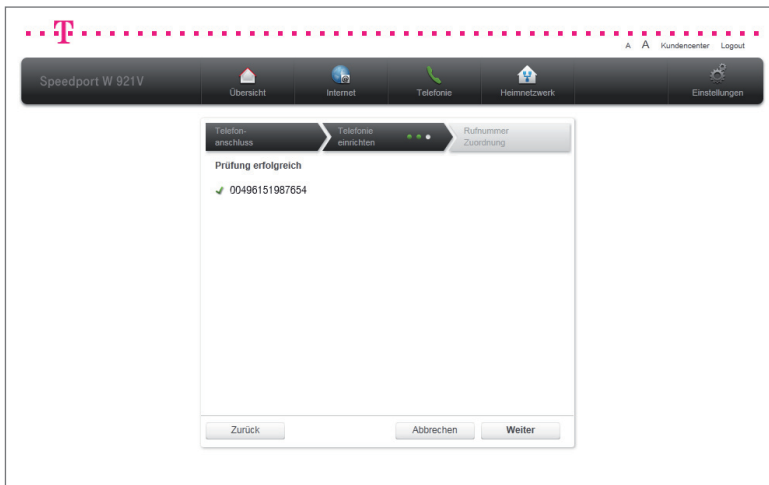 T
A A Kundencenter Logout
Speedport W 921V
Übersicht Internet Telefonie Heimnetzwerk Einstellungen
Telefon-
anschluss
Telefonie
einrichten
Rufnummer
Zuordnung
Prüfung erfolgreich
00496151987654
Zurück Abbrechen Weiter